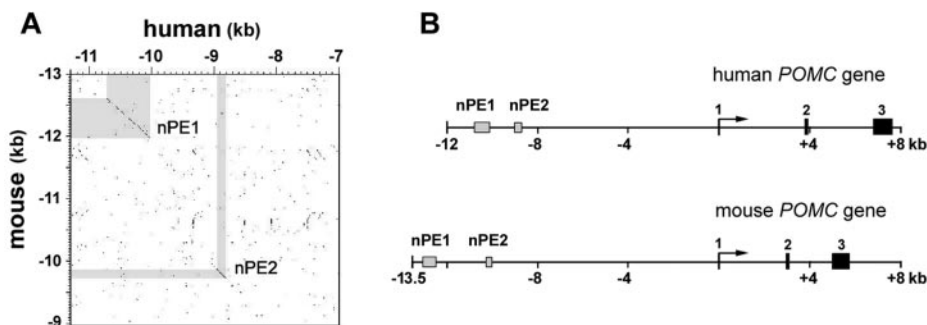 A
human (kb)
-11 -10 -9 -8 -7
mouse (kb)
-13
-12
-11
-10
-9
nPE1
nPE2
B
human POMC gene
nPE1 nPE2 1 2 3
-12 -8 -4 +4 +8 kb
mouse POMC gene
nPE1 nPE2 1 2 3
-13.5 -8 -4 +4 +8 kb